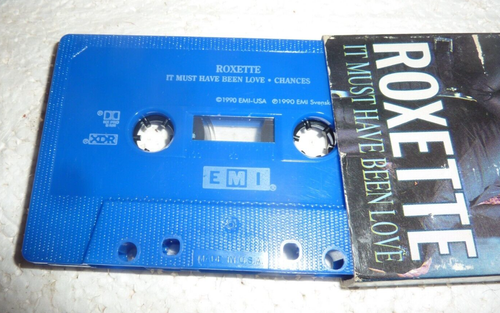 ROXETTE
IT MUST HAVE BEEN LOVE • CHANCES
©1990 EMI-USA ℗1990 EMI Svensk
XDR
EMI
ROXETTE
IT MUST HAVE BEEN LOVE